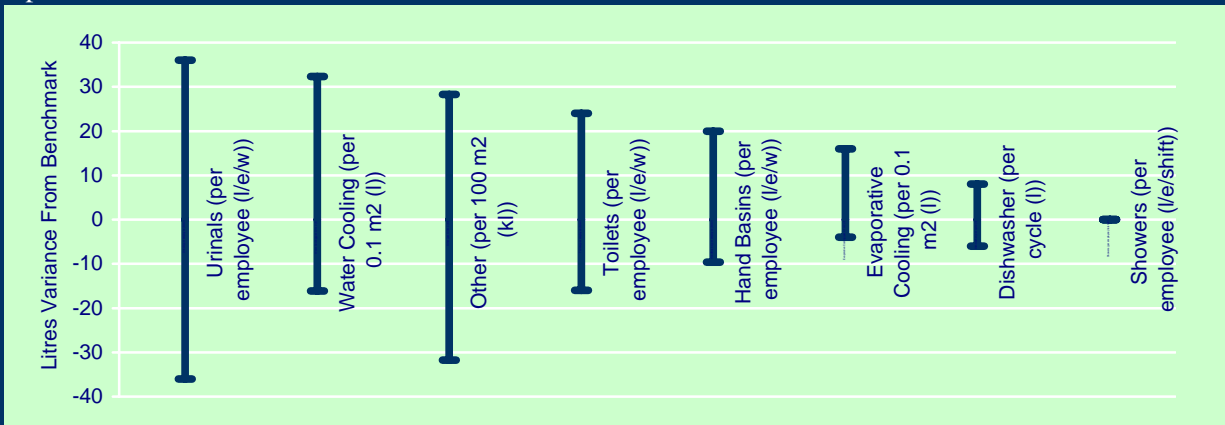 Litres Variance From Benchmark
40
30
20
10
0
-10
-20
-30
-40
Urinals (per
employee (l/e/w))
Water Cooling (per
0.1 m2 (l))
Other (per 100 m2
(kl))
Toilets (per
employee (l/e/w))
Hand Basins (per
employee (l/e/w))
Evaporative
Cooling (per 0.1
m2 (l))
Dishwasher (per
cycle (l))
Showers (per
employee (l/e/shift))